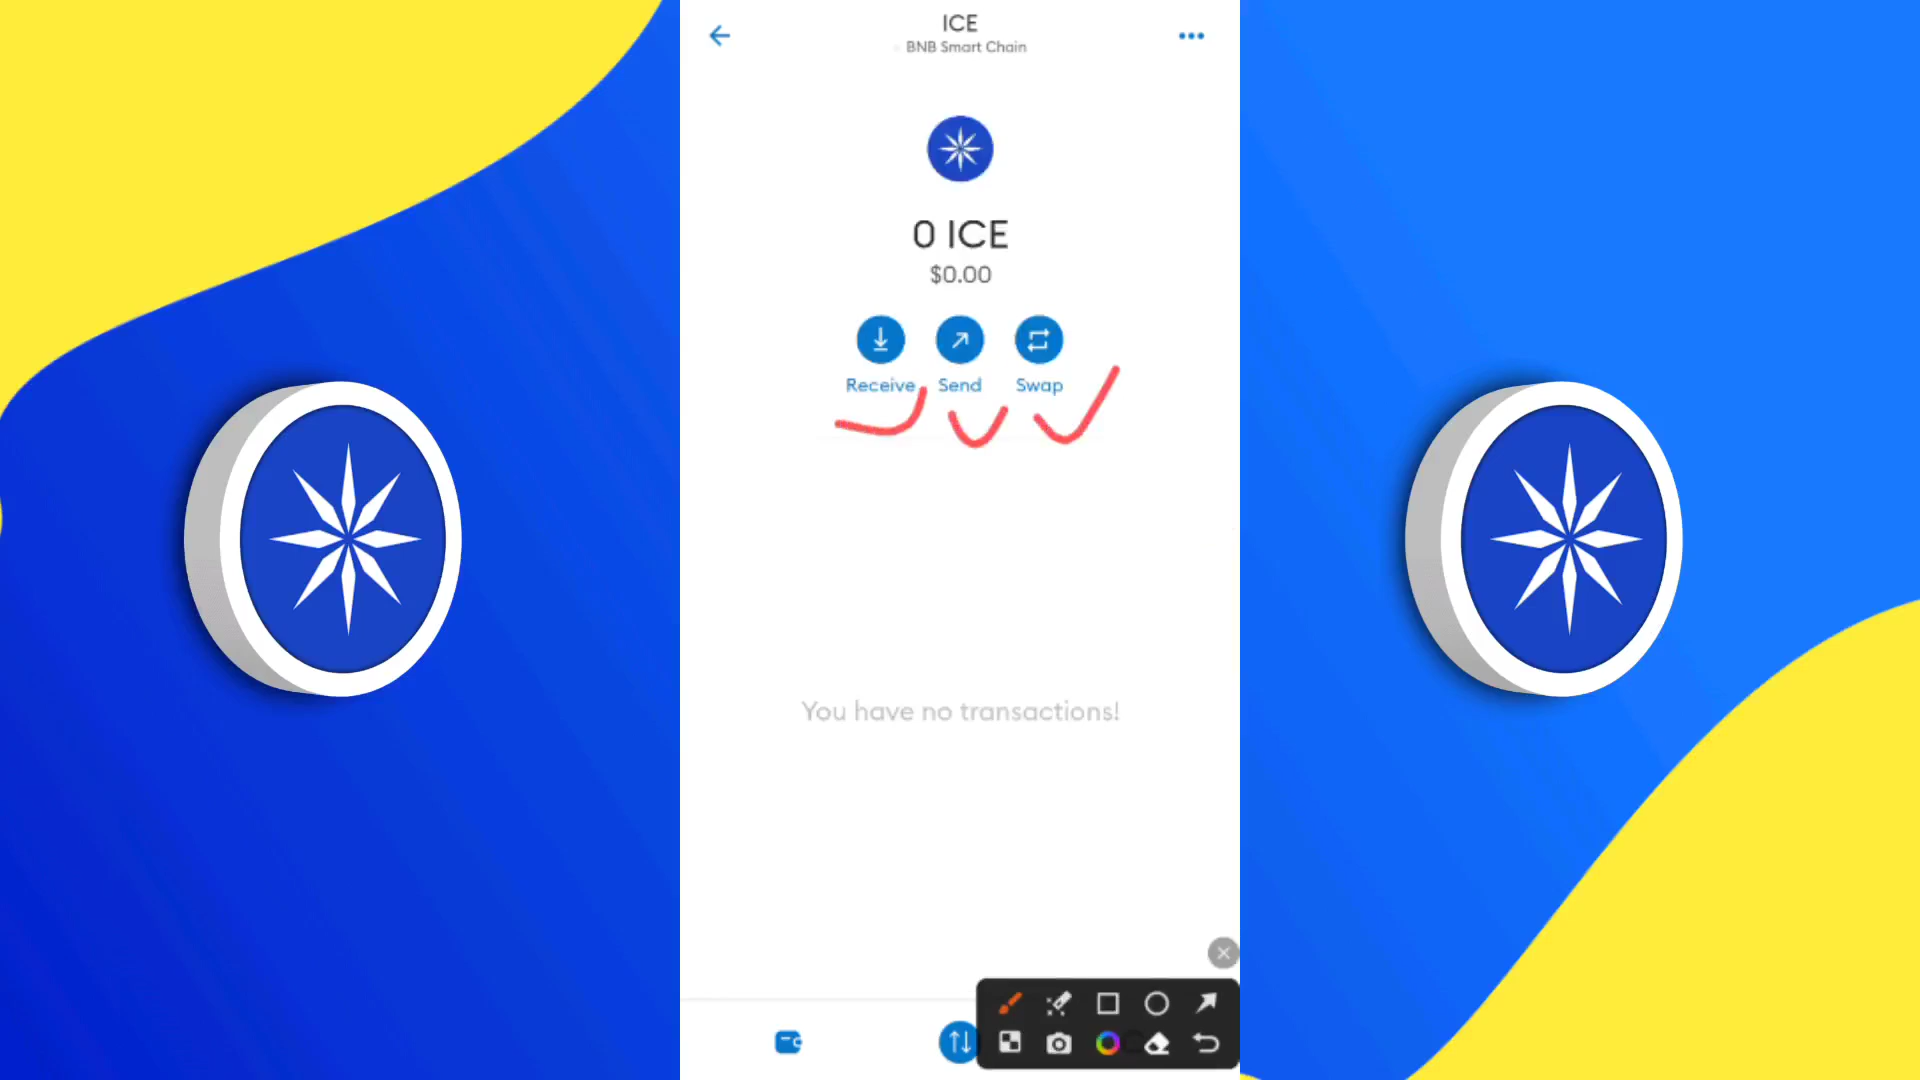 ICE
BNB Smart Chain
0 ICE
$0.00
Receive Send Swap
You have no transactions!